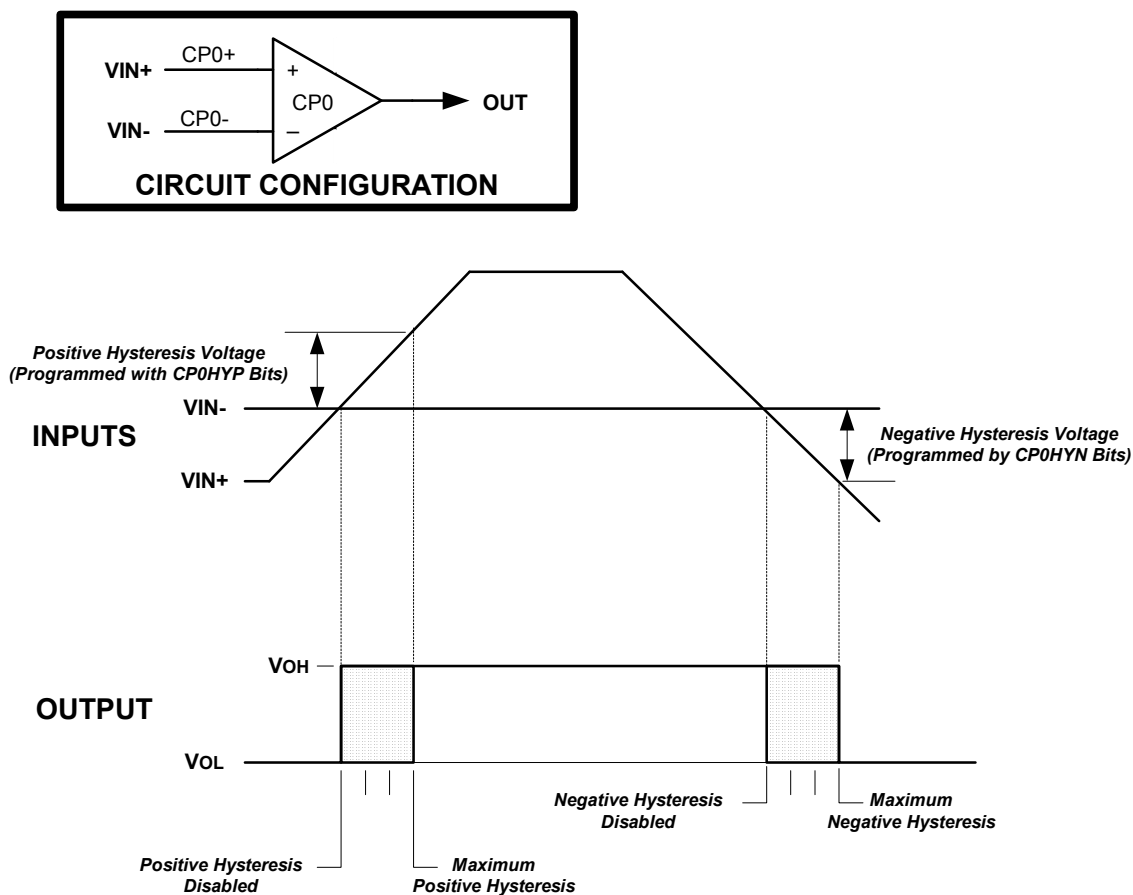 VIN+
CP0+
+
CP0
OUT
VIN-
CP0-
_
CIRCUIT CONFIGURATION
Positive Hysteresis Voltage
(Programmed with CP0HYP Bits)
VIN-
INPUTS
Negative Hysteresis Voltage
(Programmed by CP0HYN Bits)
VIN+
VOH
OUTPUT
VOL
Negative Hysteresis
Disabled
Maximum
Negative Hysteresis
Positive Hysteresis
Disabled
Maximum
Positive Hysteresis